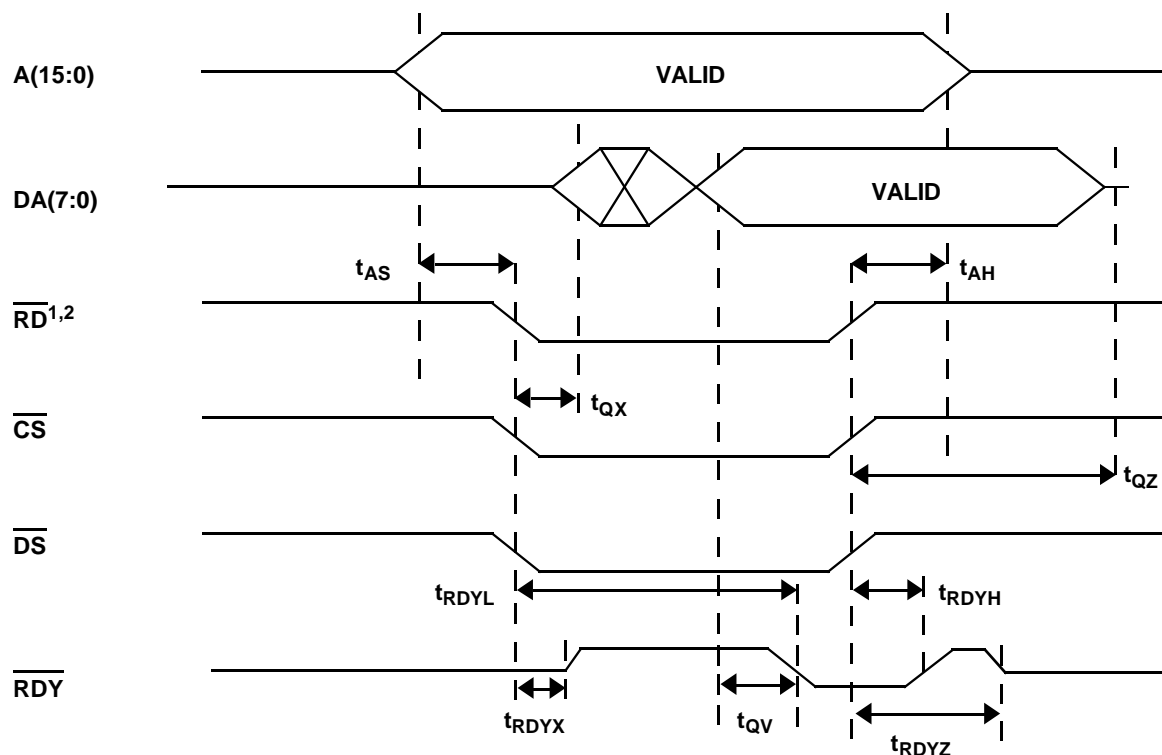 A(15:0)
VALID
DA(7:0)
VALID
tAS
tAH
RD1,2
tQX
CS
tQZ
DS
tRDYL
tRDYH
RDY
tRDYX
tQV
tRDYZ